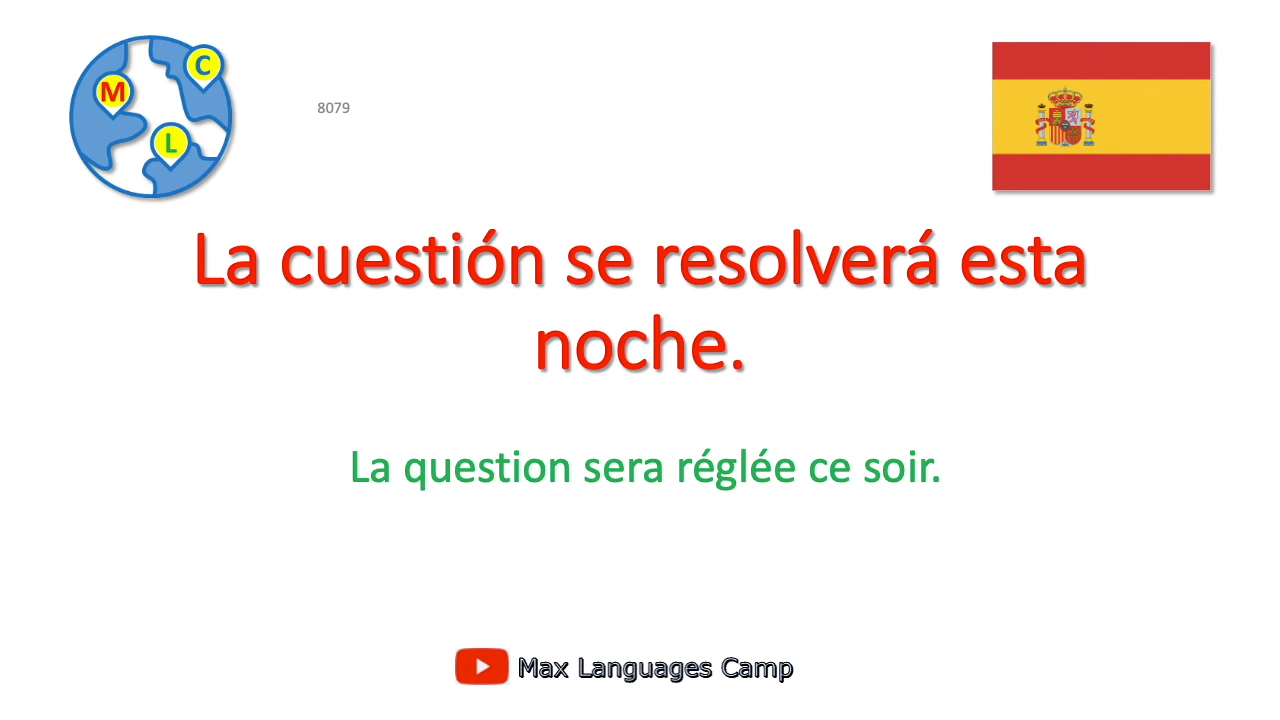 M
C
L
8079
La cuestión se resolverá esta
noche.
La question sera réglée ce soir.
Max Languages Camp